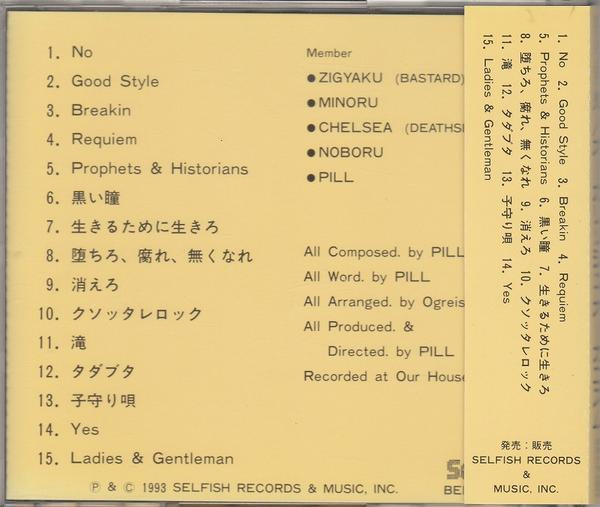 1. No
2. Good Style
3. Breakin
4. Requiem
5. Prophets & Historians
6. 黒い瞳
7. 生きるために生きろ
8. 堕ちろ、腐れ、無くなれ
9. 消えろ
10. クソッタレロック
11. 滝
12. タダブタ
13. 子守り唄
14. Yes
15. Ladies & Gentleman
Member
●ZIGYAKU (BASTARD)
●MINORU
●CHELSEA (DEATHSI
●NOBORU
●PILL
All Composed. by PILL
All Word. by PILL
All Arranged. by Ogreis
All Produced. &
Directed. by PILL
Recorded at Our House
Ⓟ & © 1993 SELFISH RECORDS & MUSIC, INC.
1. No 2. Good Style 3. Breakin 4. Requiem
5. Prophets & Historians 6. 黒い瞳 7. 生きるために生きろ
8. 堕ちろ、腐れ、無くなれ 9. 消えろ 10. クソッタレロック
11. 滝 12. タダブタ 13. 子守り唄 14. Yes
15. Ladies & Gentleman
発売：販売
SELFISH RECORDS
&
MUSIC, INC.